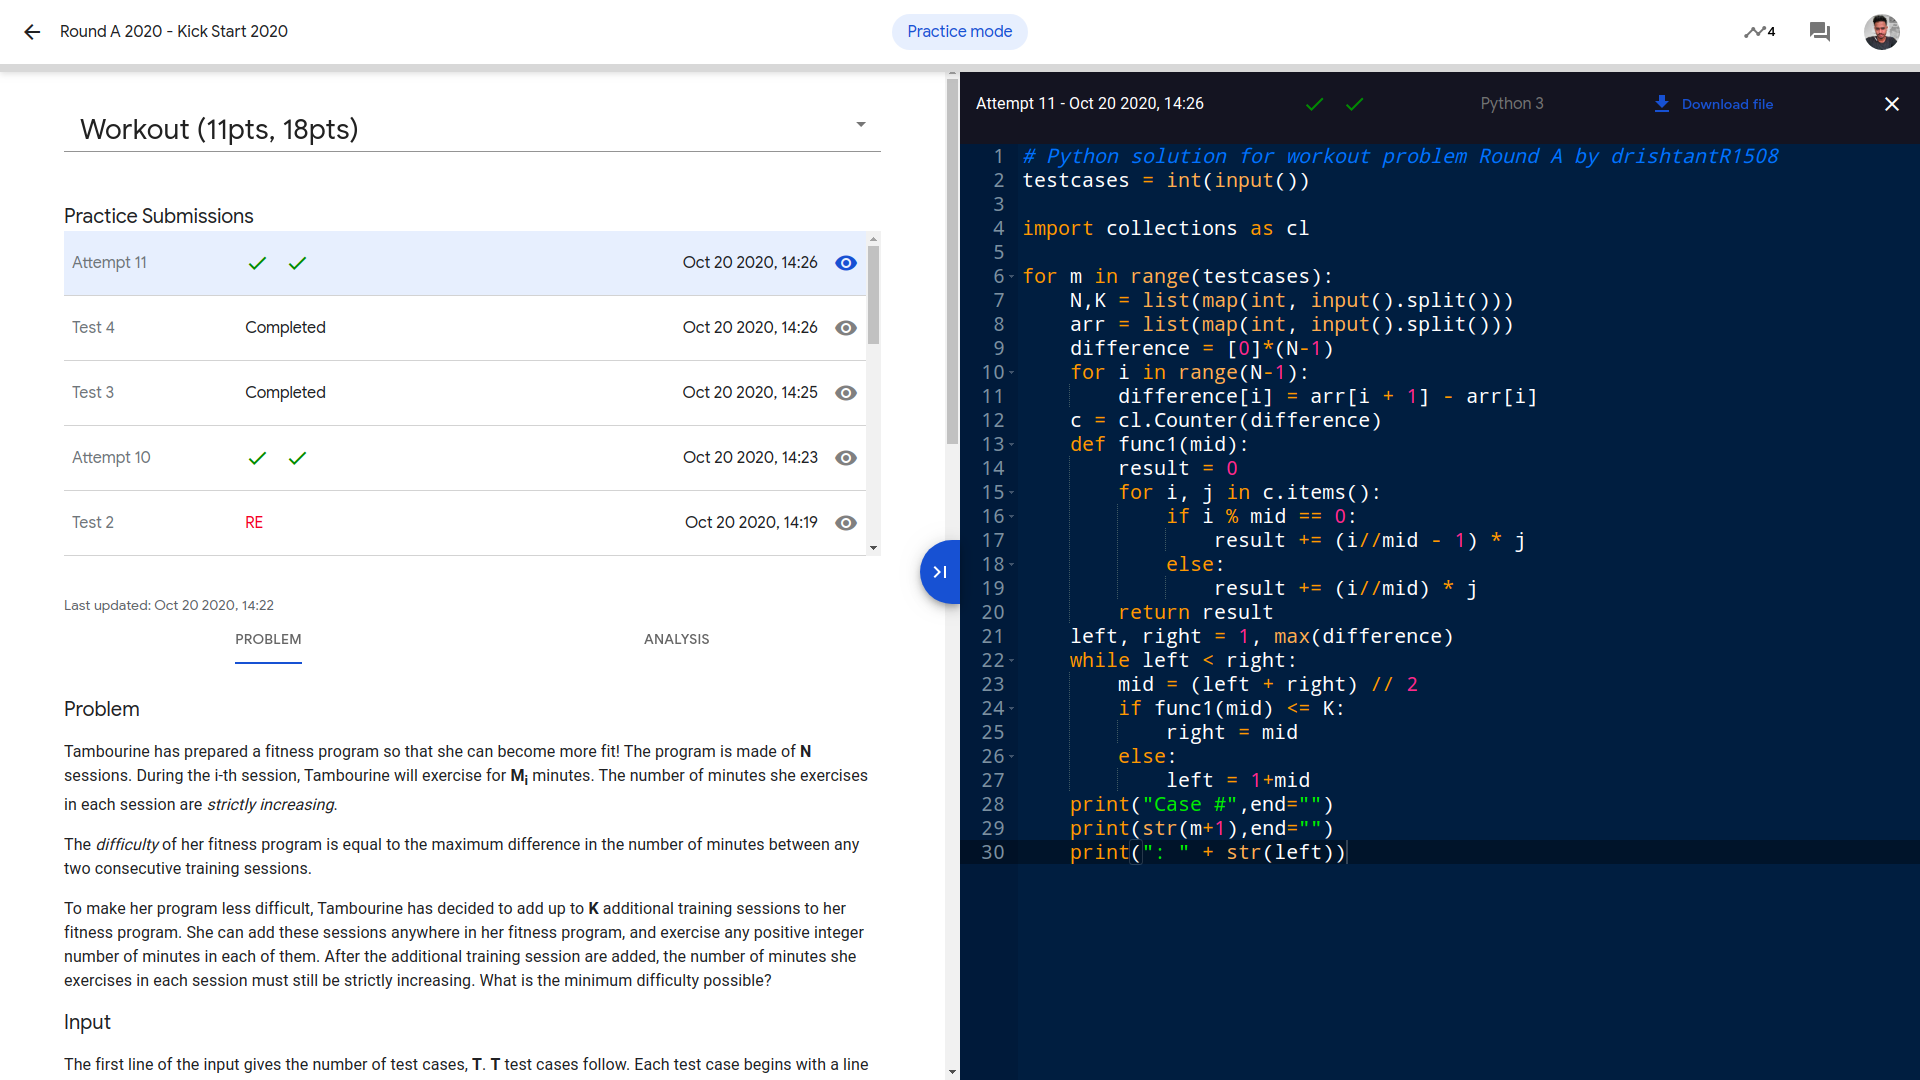 Round A 2020 - Kick Start 2020
Practice mode
4
Workout (11pts, 18pts)
Practice Submissions
Attempt 11 Oct 20 2020, 14:26
Test 4 Completed Oct 20 2020, 14:26
Test 3 Completed Oct 20 2020, 14:25
Attempt 10 Oct 20 2020, 14:23
Test 2 RE Oct 20 2020, 14:19
Last updated: Oct 20 2020, 14:22
PROBLEM ANALYSIS
Problem
Tambourine has prepared a fitness program so that she can become more fit! The program is made of N
sessions. During the i-th session, Tambourine will exercise for Mi minutes. The number of minutes she exercises
in each session are strictly increasing.
The difficulty of her fitness program is equal to the maximum difference in the number of minutes between any
two consecutive training sessions.
To make her program less difficult, Tambourine has decided to add up to K additional training sessions to her
fitness program. She can add these sessions anywhere in her fitness program, and exercise any positive integer
number of minutes in each of them. After the additional training session are added, the number of minutes she
exercises in each session must still be strictly increasing. What is the minimum difficulty possible?
Input
The first line of the input gives the number of test cases, T. T test cases follow. Each test case begins with a line
Attempt 11 - Oct 20 2020, 14:26 Python 3 Download file
1 # Python solution for workout problem Round A by drishtantR1508
2 testcases = int(input())
3
4 import collections as cl
5
6 for m in range(testcases):
7     N,K = list(map(int, input().split()))
8     arr = list(map(int, input().split()))
9     difference = [0]*(N-1)
10     for i in range(N-1):
11         difference[i] = arr[i + 1] - arr[i]
12     c = cl.Counter(difference)
13     def func1(mid):
14         result = 0
15         for i, j in c.items():
16             if i % mid == 0:
17                 result += (i//mid - 1) * j
18             else:
19                 result += (i//mid) * j
20         return result
21     left, right = 1, max(difference)
22     while left < right:
23         mid = (left + right) // 2
24         if func1(mid) <= K:
25             right = mid
26         else:
27             left = 1+mid
28     print("Case #",end="")
29     print(str(m+1),end="")
30     print(": " + str(left))